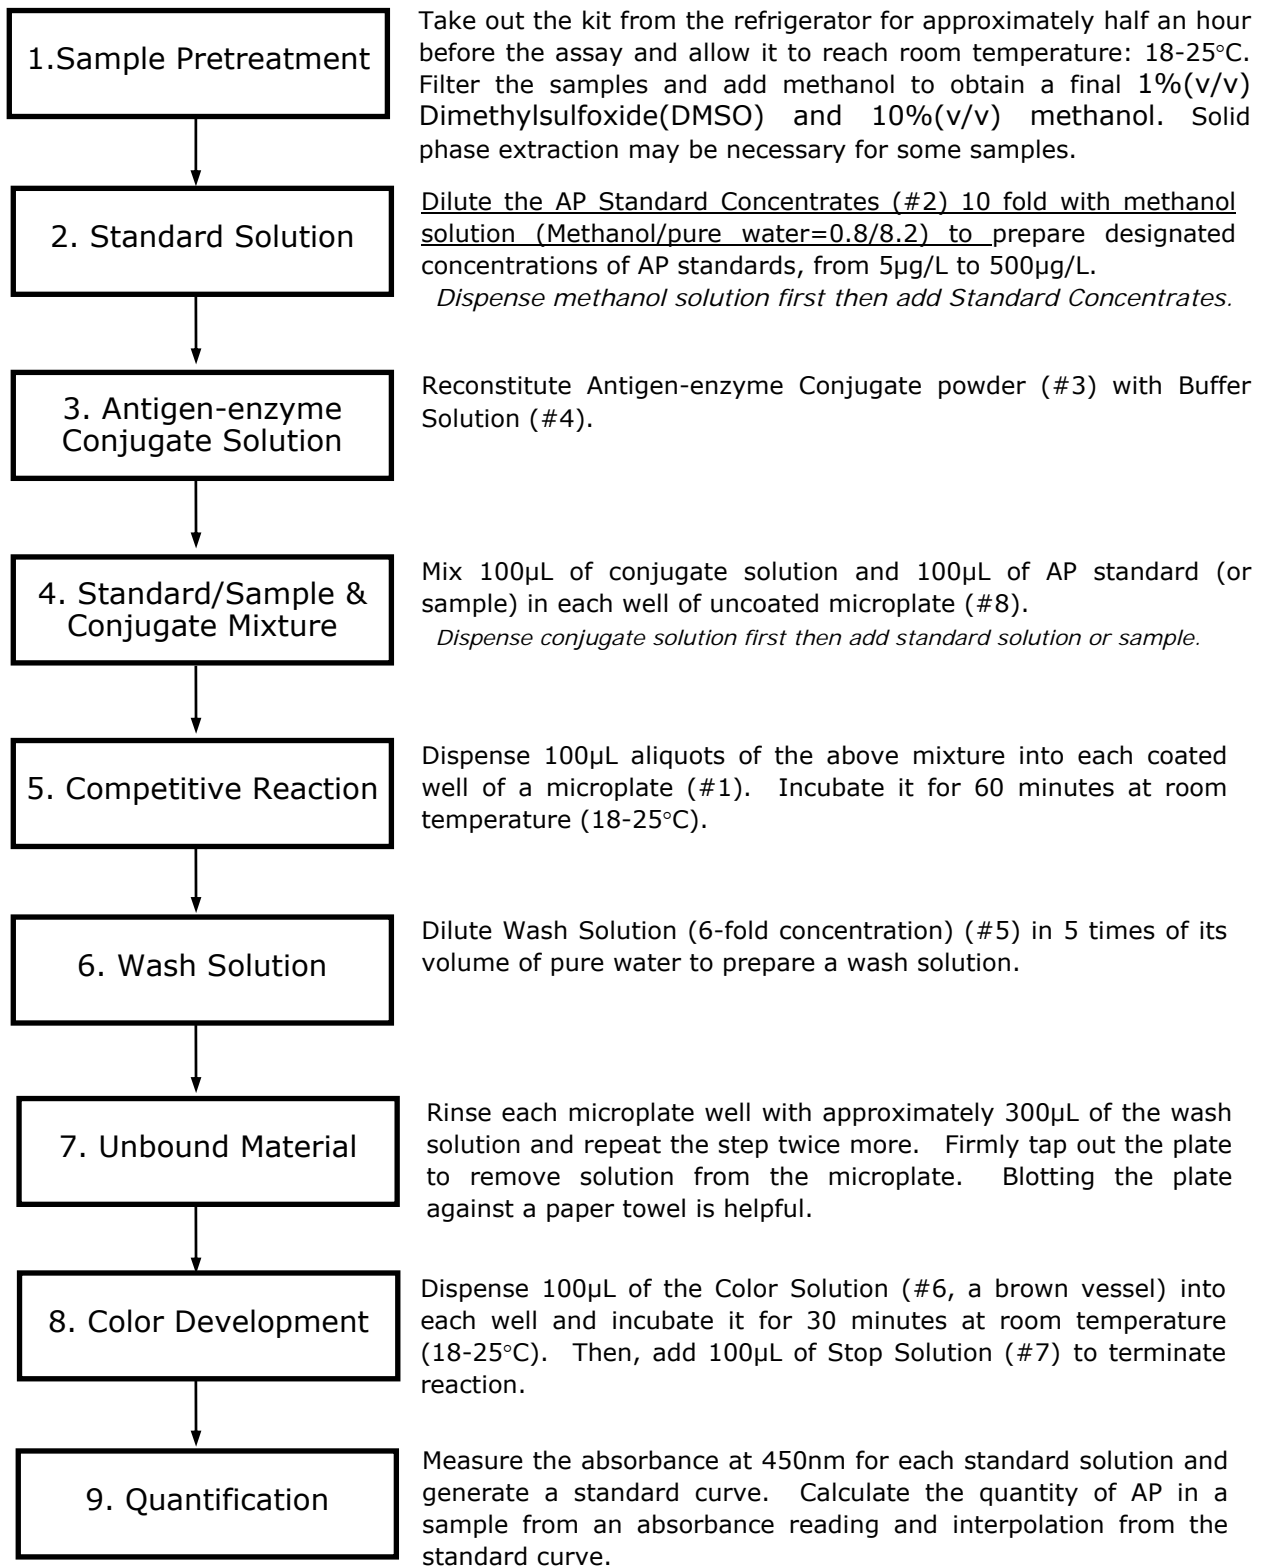 1.Sample Pretreatment
Take out the kit from the refrigerator for approximately half an hour
before the assay and allow it to reach room temperature: 18-25°C.
Filter the samples and add methanol to obtain a final 1%(v/v)
Dimethylsulfoxide(DMSO) and 10%(v/v) methanol. Solid
phase extraction may be necessary for some samples.
2. Standard Solution
Dilute the AP Standard Concentrates (#2) 10 fold with methanol
solution (Methanol/pure water=0.8/8.2) to prepare designated
concentrations of AP standards, from 5µg/L to 500µg/L.
Dispense methanol solution first then add Standard Concentrates.
3. Antigen-enzyme
Conjugate Solution
Reconstitute Antigen-enzyme Conjugate powder (#3) with Buffer
Solution (#4).
4. Standard/Sample &
Conjugate Mixture
Mix 100µL of conjugate solution and 100µL of AP standard (or
sample) in each well of uncoated microplate (#8).
Dispense conjugate solution first then add standard solution or sample.
5. Competitive Reaction
Dispense 100µL aliquots of the above mixture into each coated
well of a microplate (#1). Incubate it for 60 minutes at room
temperature (18-25°C).
6. Wash Solution
Dilute Wash Solution (6-fold concentration) (#5) in 5 times of its
volume of pure water to prepare a wash solution.
7. Unbound Material
Rinse each microplate well with approximately 300µL of the wash
solution and repeat the step twice more. Firmly tap out the plate
to remove solution from the microplate. Blotting the plate
against a paper towel is helpful.
8. Color Development
Dispense 100µL of the Color Solution (#6, a brown vessel) into
each well and incubate it for 30 minutes at room temperature
(18-25°C). Then, add 100µL of Stop Solution (#7) to terminate
reaction.
9. Quantification
Measure the absorbance at 450nm for each standard solution and
generate a standard curve. Calculate the quantity of AP in a
sample from an absorbance reading and interpolation from the
standard curve.